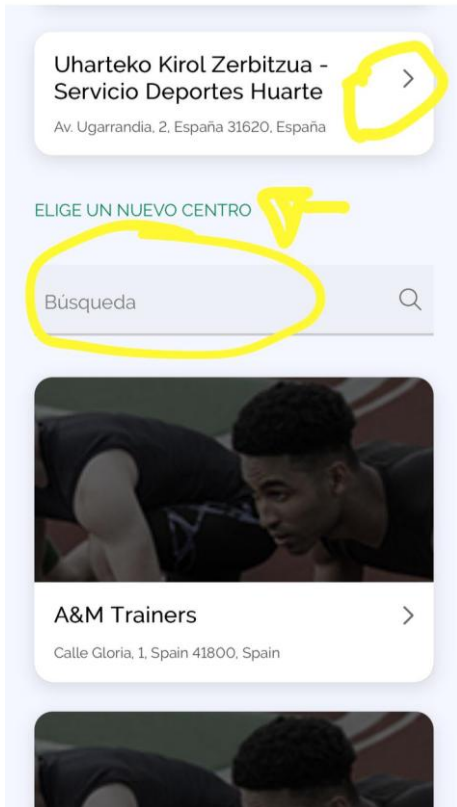 Uharteko Kirol Zerbitzua -
Servicio Deportes Huarte
Av. Ugarrandia, 2, España 31620, España
ELIGE UN NUEVO CENTRO
Búsqueda
A&M Trainers
Calle Gloria, 1, Spain 41800, Spain